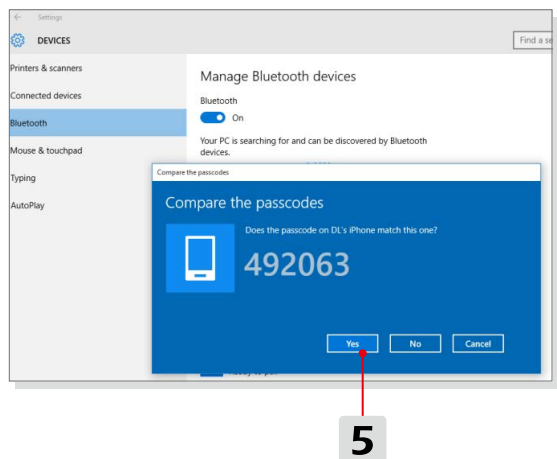 Settings
DEVICES
Find a se
Printers & scanners
Connected devices
Bluetooth
Mouse & touchpad
Typing
AutoPlay
Manage Bluetooth devices
Bluetooth
On
Your PC is searching for and can be discovered by Bluetooth
devices.
Compare the passcodes
Compare the passcodes
Does the passcode on DL's iPhone match this one?
492063
Yes No Cancel
5